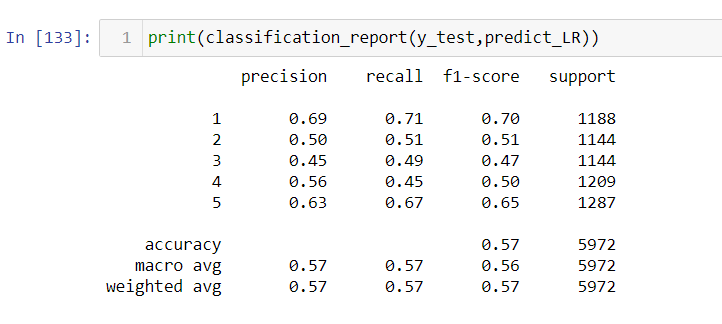 In [133]: 1 print(classification_report(y_test,predict_LR))
precision recall f1-score support
1 0.69 0.71 0.70 1188
2 0.50 0.51 0.51 1144
3 0.45 0.49 0.47 1144
4 0.56 0.45 0.50 1209
5 0.63 0.67 0.65 1287
accuracy 0.57 5972
macro avg 0.57 0.57 0.56 5972
weighted avg 0.57 0.57 0.57 5972